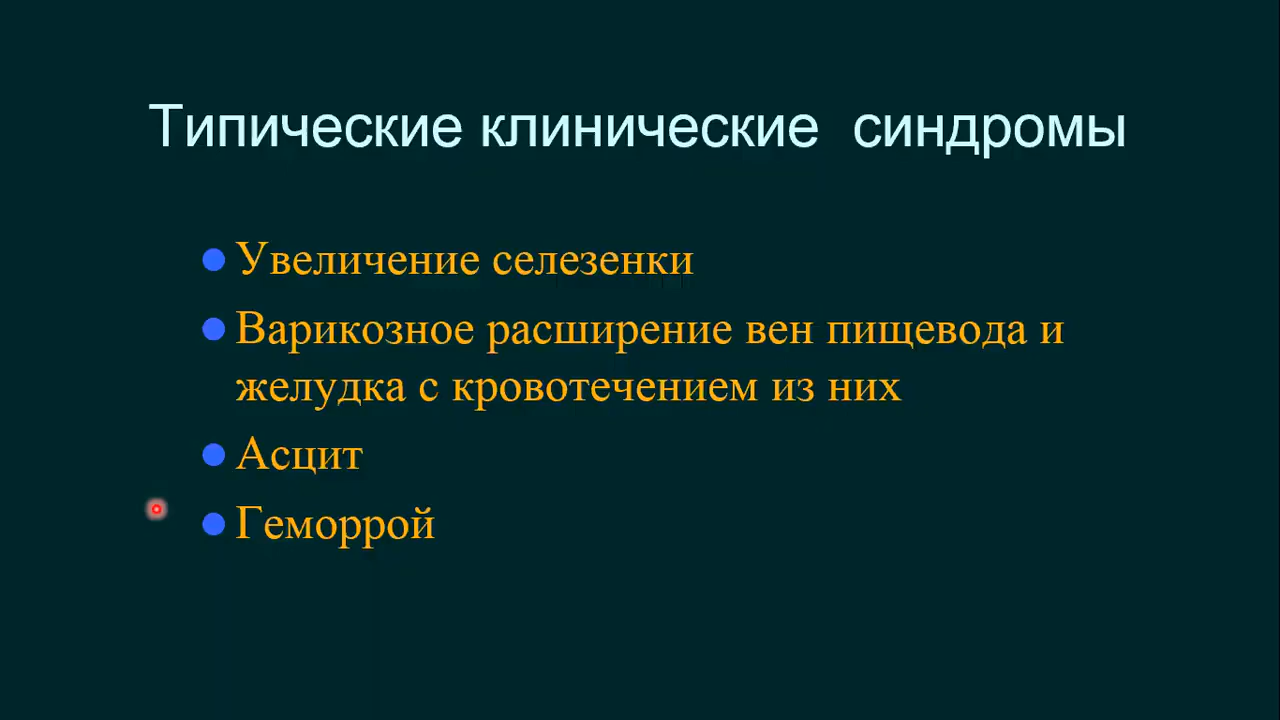 Типические клинические синдромы
Увеличение селезенки
Варикозное расширение вен пищевода и
желудка с кровотечением из них
Асцит
Геморрой